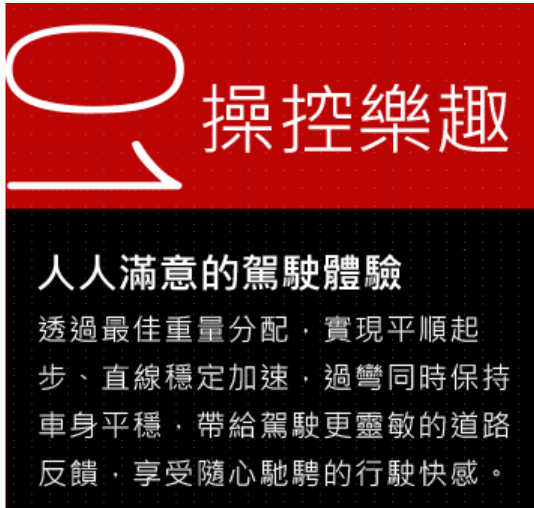 01
操控樂趣
人人滿意的駕駛體驗
透過最佳重量分配，實現平順起
步、直線穩定加速，過彎同時保持
車身平穩，帶給駕駛更靈敏的道路
反饋，享受隨心馳騁的行駛快感。